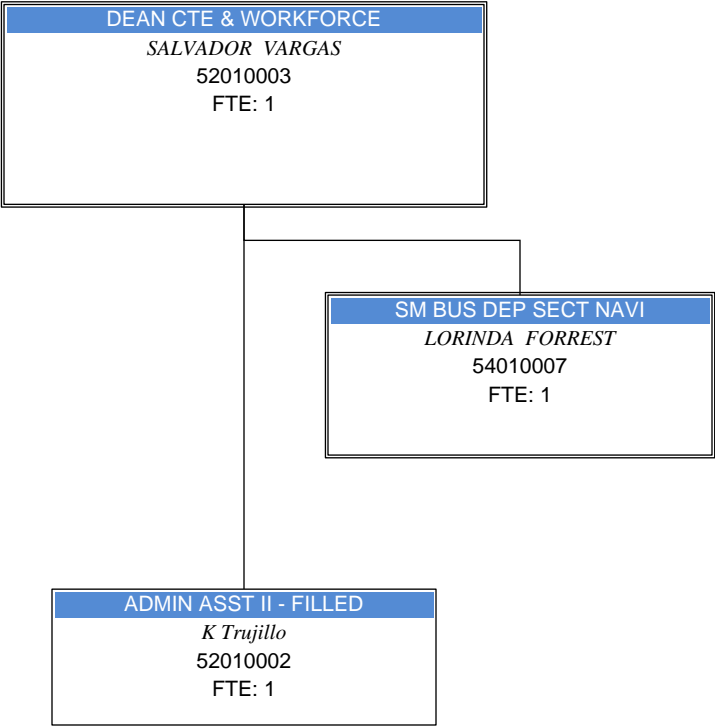 DEAN CTE & WORKFORCE
SALVADOR VARGAS
52010003
FTE: 1
SM BUS DEP SECT NAVI
LORINDA FORREST
54010007
FTE: 1
ADMIN ASST II - FILLED
K Trujillo
52010002
FTE: 1